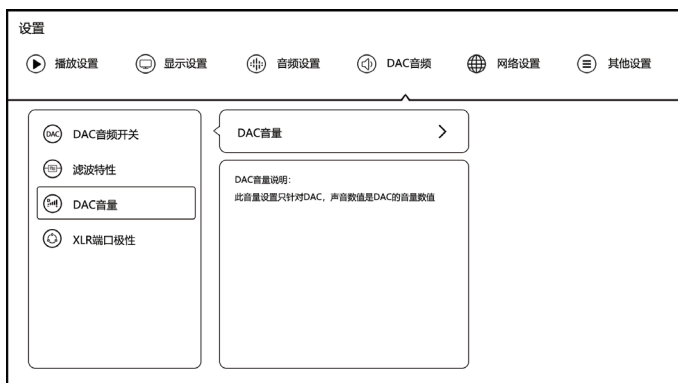 设置
播放设置 显示设置 音频设置 DAC音频 网络设置 其他设置
DAC DAC音频开关
滤波特性
DAC音量
XLR端口极性
DAC音量
DAC音量说明:
此音量设置只针对DAC，声音数值是DAC的音量数值